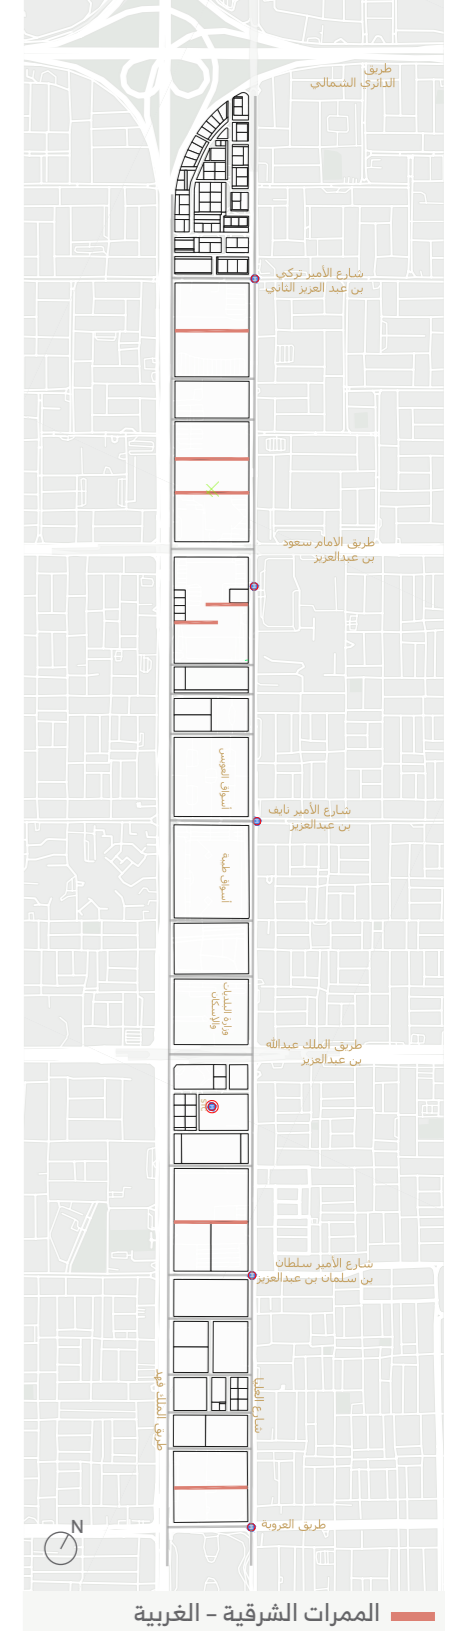 طريق
الدائري الشمالي
شارع الأمير تركي
بن عبد العزيز الثاني
طريق الامام سعود
بن عبدالعزيز
أسواق العويس
شارع الأمير نايف
بن عبدالعزيز
أسواق طيبة
وزارة البلديات
والإسكان
طريق الملك عبدالله
بن عبدالعزيز
شارع الأمير سلطان
بن سلمان بن عبدالعزيز
طريق الملك فهد
شارع العليا
طريق العروبة
N
الممرات الشرقية – الغربية